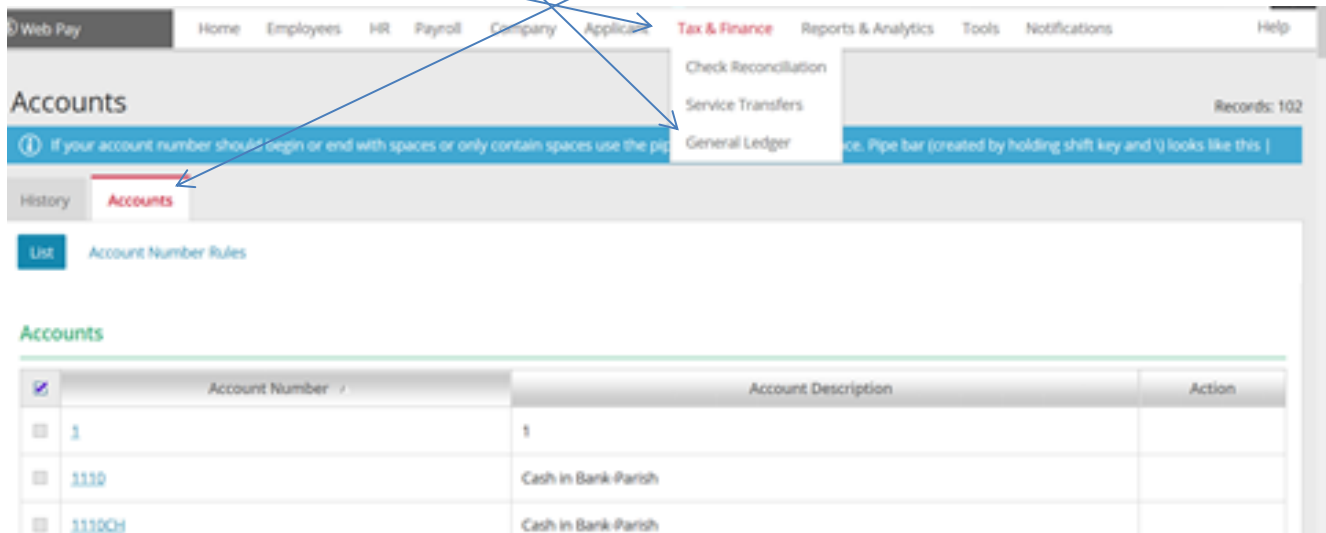 Web Pay Home Employees HR Payroll Company Applicant Tax & Finance Reports & Analytics Tools Notifications Help
Check Reconciliation
Accounts Service Transfers Records: 102
If your account number should begin or end with spaces or only contain spaces use the pip General Ledger ce. Pipe bar (created by holding shift key and \) looks like this |
History Accounts
List Account Number Rules
Accounts
Account Number Account Description Action
1 1
1110 Cash in Bank-Parish
1110CH Cash in Bank-Parish